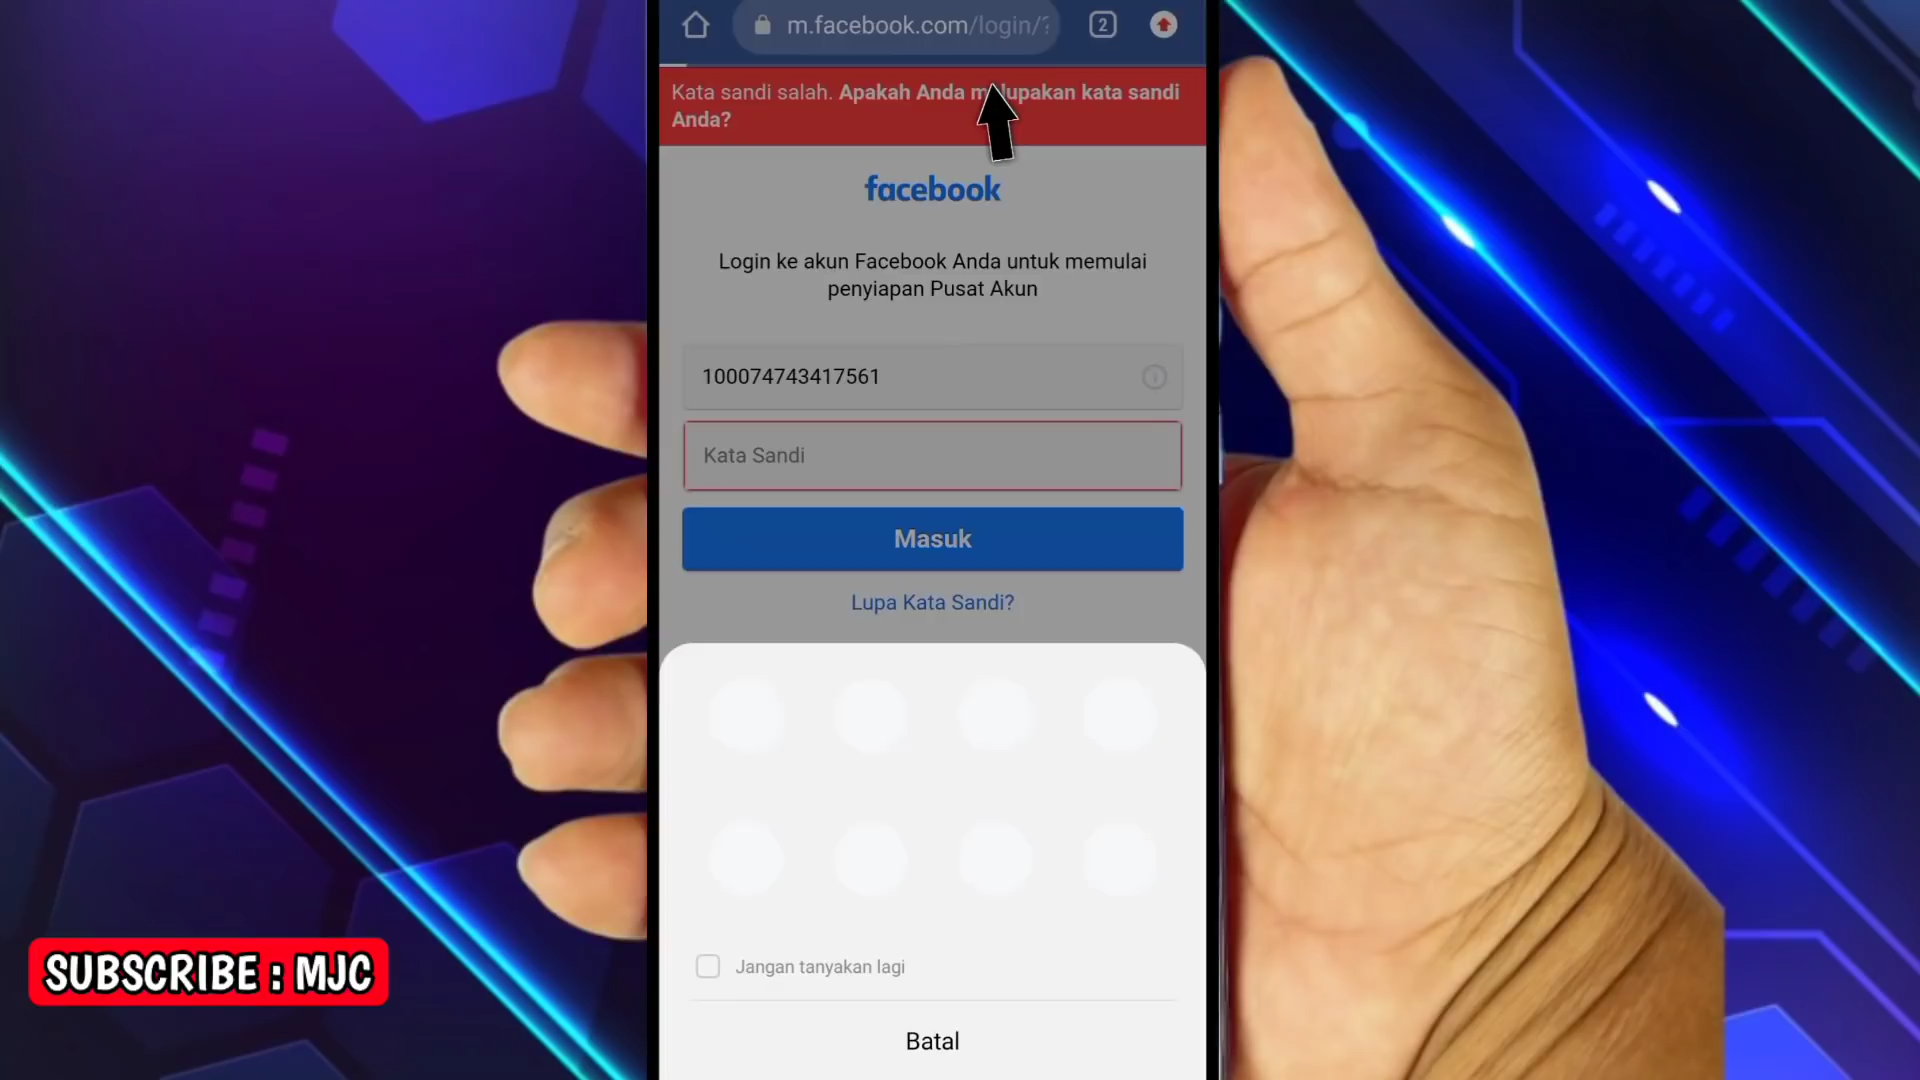 m.facebook.com/login/?
2
Kata sandi salah. Apakah Anda melupakan kata sandi
Anda?
facebook
Login ke akun Facebook Anda untuk memulai
penyiapan Pusat Akun
100074743417561
Kata Sandi
Masuk
Lupa Kata Sandi?
Jangan tanyakan lagi
Batal
SUBSCRIBE : MJC